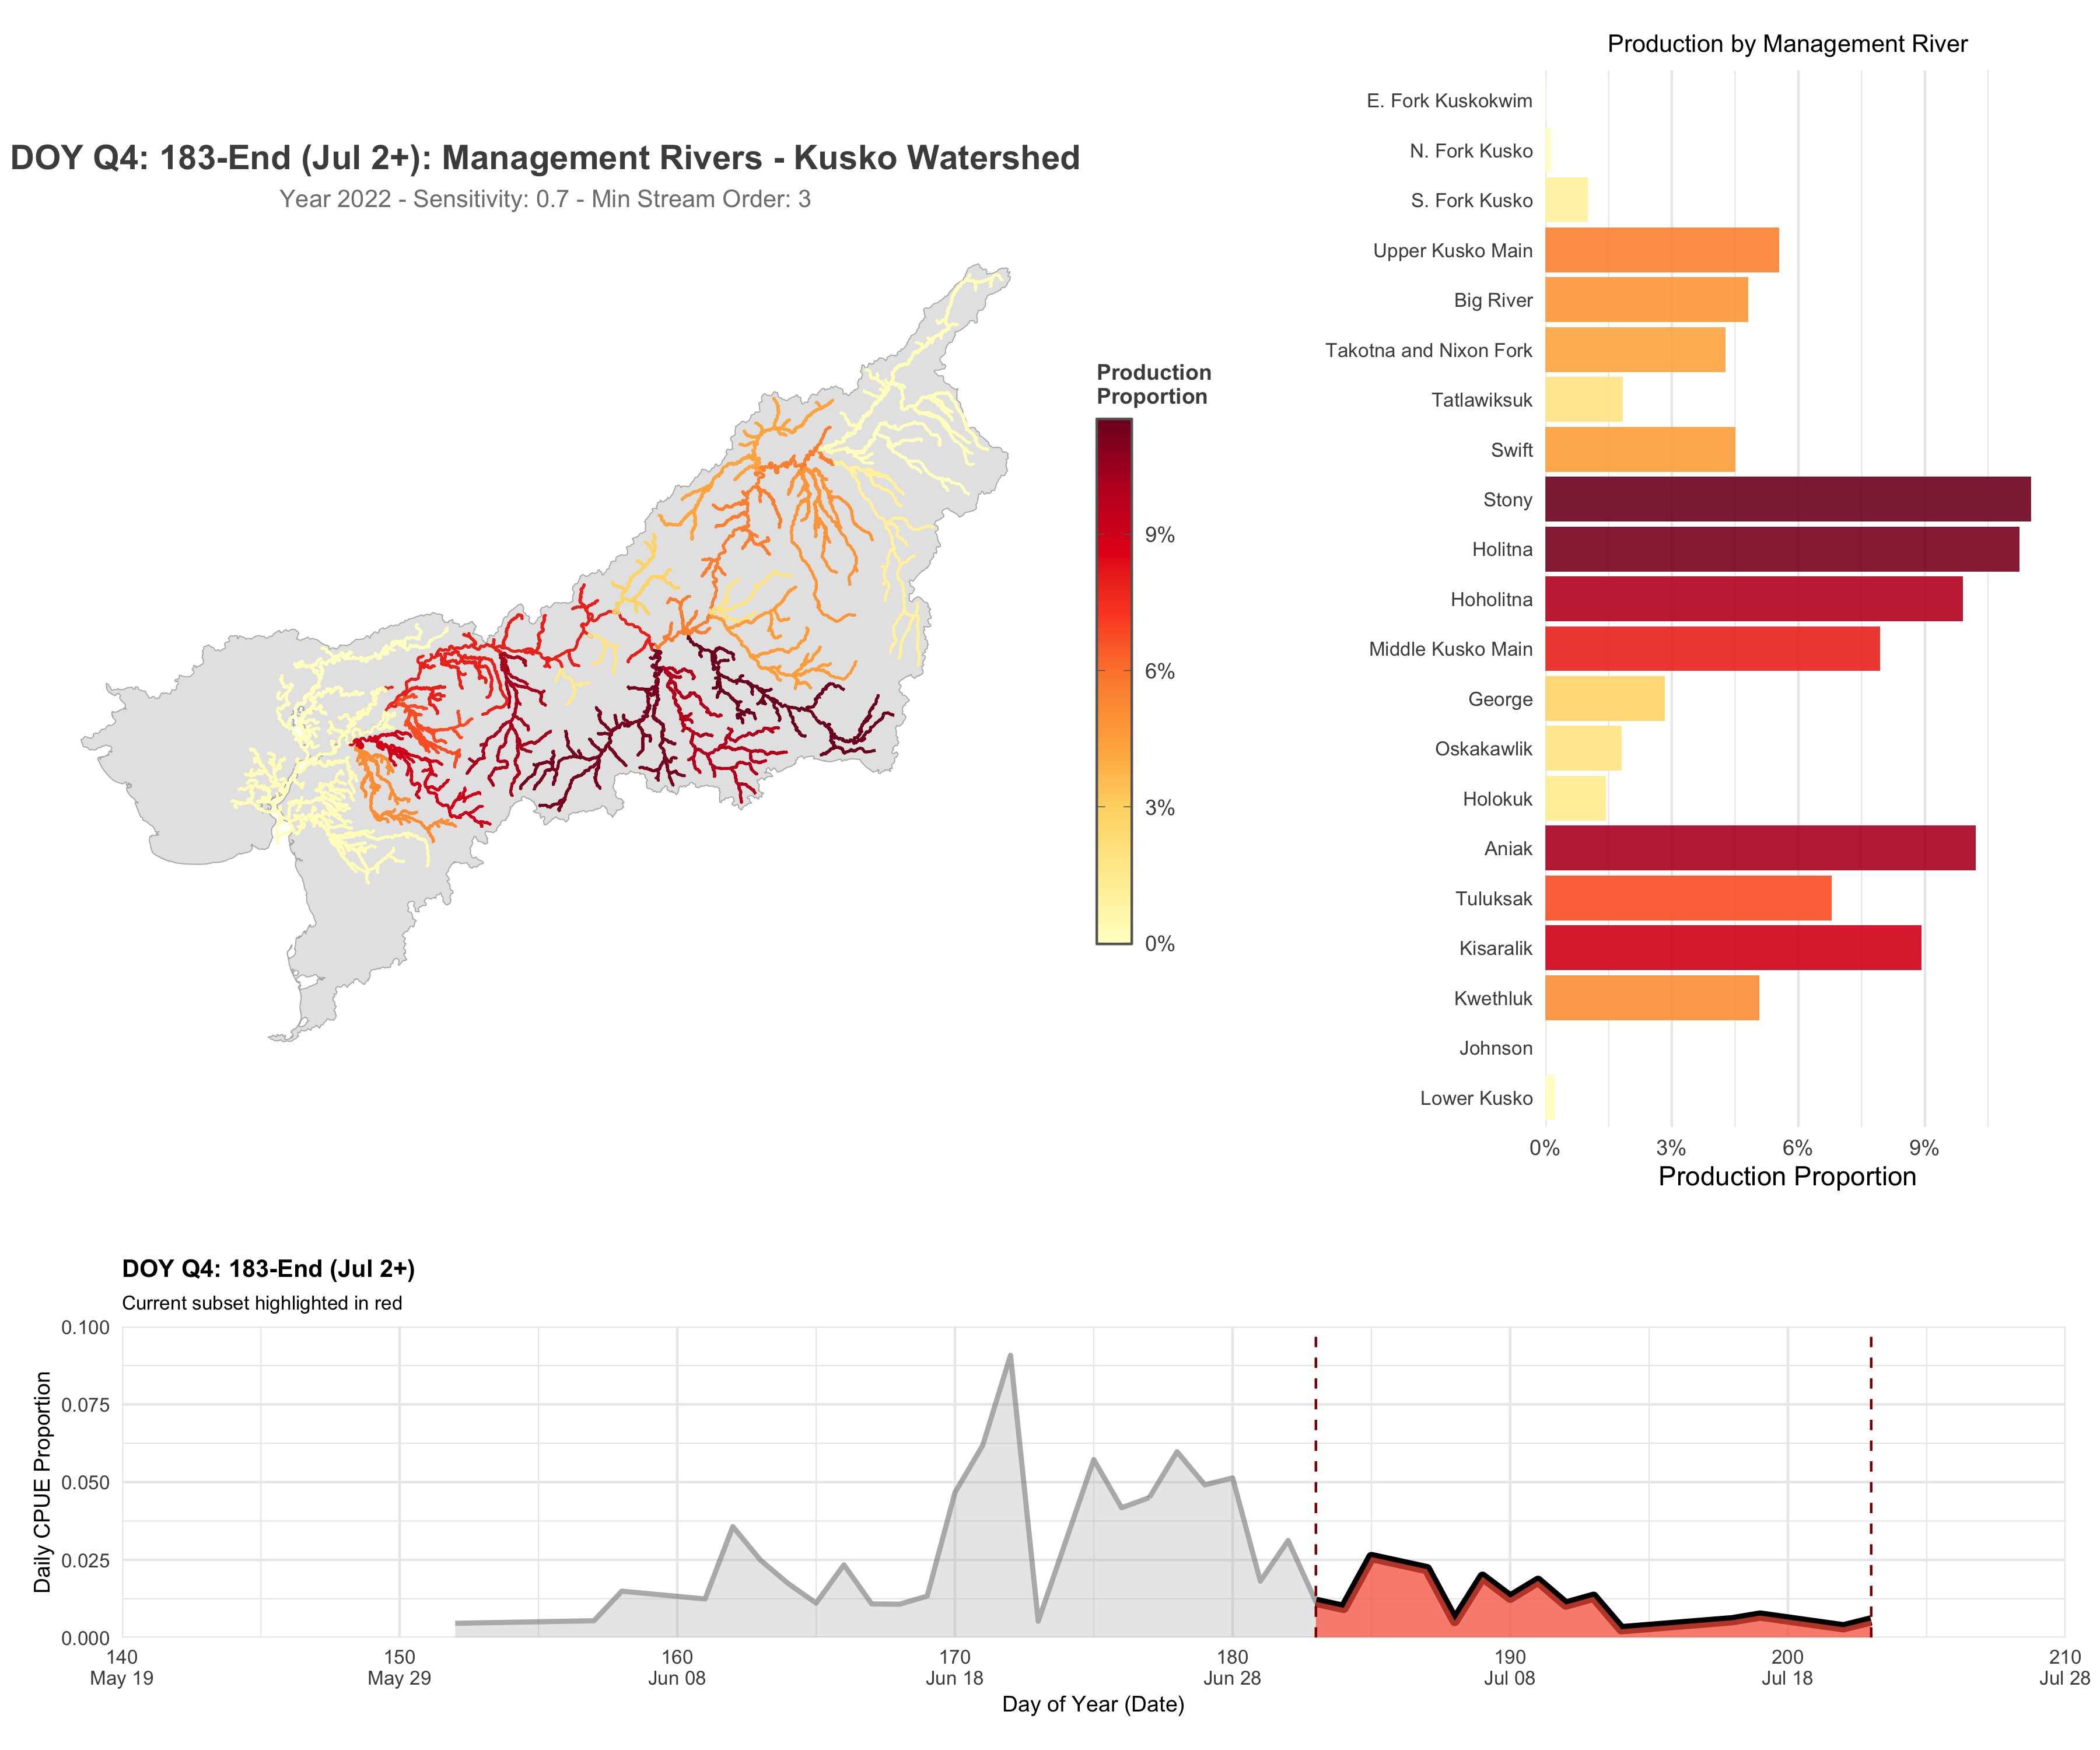 Production by Management River
E. Fork Kuskokwim
N. Fork Kusko
S. Fork Kusko
Upper Kusko Main
Big River
Takotna and Nixon Fork
Tatlawiksuk
Swift
Stony
Holitna
Hoholitna
Middle Kusko Main
George
Oskakawlik
Holokuk
Aniak
Tuluksak
Kisaralik
Kwethluk
Johnson
Lower Kusko
0% 3% 6% 9%
Production Proportion
DOY Q4: 183-End (Jul 2+): Management Rivers - Kusko Watershed
Year 2022 - Sensitivity: 0.7 - Min Stream Order: 3
Production
Proportion
9%
6%
3%
0%
DOY Q4: 183-End (Jul 2+)
Current subset highlighted in red
Daily CPUE Proportion
0.100
0.075
0.050
0.025
0.000
140 150 160 170 180 190 200 210
May 19 May 29 Jun 08 Jun 18 Jun 28 Jul 08 Jul 18 Jul 28
Day of Year (Date)